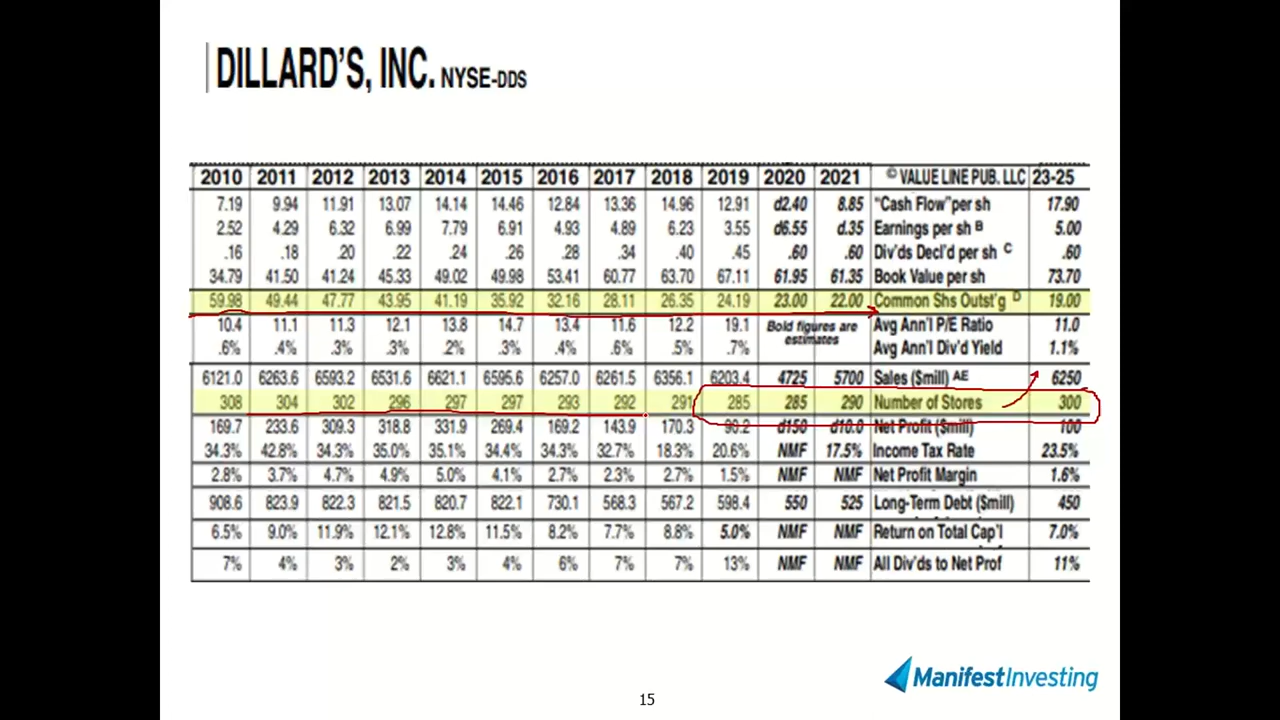 DILLARD'S, INC. NYSE-DDS
2010 2011 2012 2013 2014 2015 2016 2017 2018 2019 2020 2021 © VALUE LINE PUB. LLC 23-25
7.19 9.94 11.91 13.07 14.14 14.46 12.84 13.36 14.96 12.91 d2.40 8.85 "Cash Flow" per sh 17.90
2.52 4.29 6.32 6.99 7.79 6.91 4.93 4.89 6.23 3.55 d6.55 d.35 Earnings per sh B 5.00
.16 .18 .20 .22 .24 .26 .28 .34 .40 .45 .60 .60 Div'ds Decl'd per sh C .60
34.79 41.50 41.24 45.33 49.02 49.98 53.41 60.77 63.70 67.11 61.95 61.35 Book Value per sh 73.70
59.98 49.44 47.77 43.95 41.19 35.92 32.16 28.11 26.35 24.19 23.00 22.00 Common Shs Outst'g D 19.00
10.4 11.1 11.3 12.1 13.8 14.7 13.4 11.6 12.2 19.1 Bold figures are estimates Avg Ann'l P/E Ratio 11.0
.6% .4% .3% .3% .2% .3% .4% .6% .5% .7% Avg Ann'l Div'd Yield 1.1%
6121.0 6263.6 6593.2 6531.6 6621.1 6595.6 6257.0 6261.5 6356.1 6203.4 4725 5700 Sales ($mill) AE 6250
308 304 302 296 297 297 293 292 291 285 285 290 Number of Stores 300
169.7 233.6 309.3 318.8 331.9 269.4 169.2 143.9 170.3 90.2 d150 d10.0 Net Profit ($mill) 100
34.3% 42.8% 34.3% 35.0% 35.1% 34.4% 34.3% 32.7% 18.3% 20.6% NMF 17.5% Income Tax Rate 23.5%
2.8% 3.7% 4.7% 4.9% 5.0% 4.1% 2.7% 2.3% 2.7% 1.5% NMF NMF Net Profit Margin 1.6%
908.6 823.9 822.3 821.5 820.7 822.1 730.1 568.3 567.2 598.4 550 525 Long-Term Debt ($mill) 450
6.5% 9.0% 11.9% 12.1% 12.8% 11.5% 8.2% 7.7% 8.8% 5.0% NMF NMF Return on Total Cap'l 7.0%
7% 4% 3% 2% 3% 4% 6% 7% 7% 13% NMF NMF All Div'ds to Net Prof 11%
ManifestInvesting
15